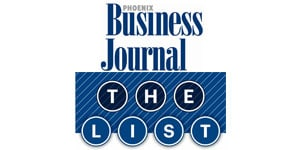 PHOENIX
Business
Journal
THE
LIST